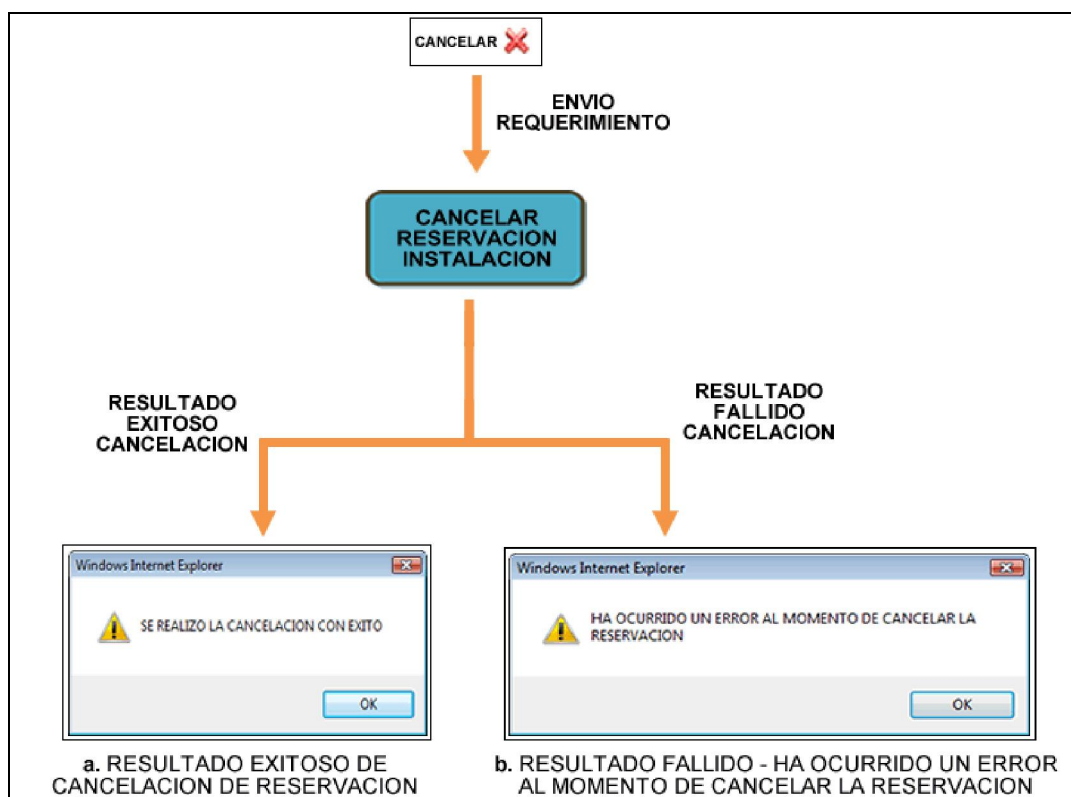 CANCELAR
ENVIO
REQUERIMIENTO
CANCELAR
RESERVACION
INSTALACION
RESULTADO
EXITOSO
CANCELACION
RESULTADO
FALLIDO
CANCELACION
Windows Internet Explorer
SE REALIZO LA CANCELACION CON EXITO
OK
Windows Internet Explorer
HA OCURRIDO UN ERROR AL MOMENTO DE CANCELAR LA
RESERVACION
OK
a. RESULTADO EXITOSO DE
CANCELACION DE RESERVACION
b. RESULTADO FALLIDO - HA OCURRIDO UN ERROR
AL MOMENTO DE CANCELAR LA RESERVACION